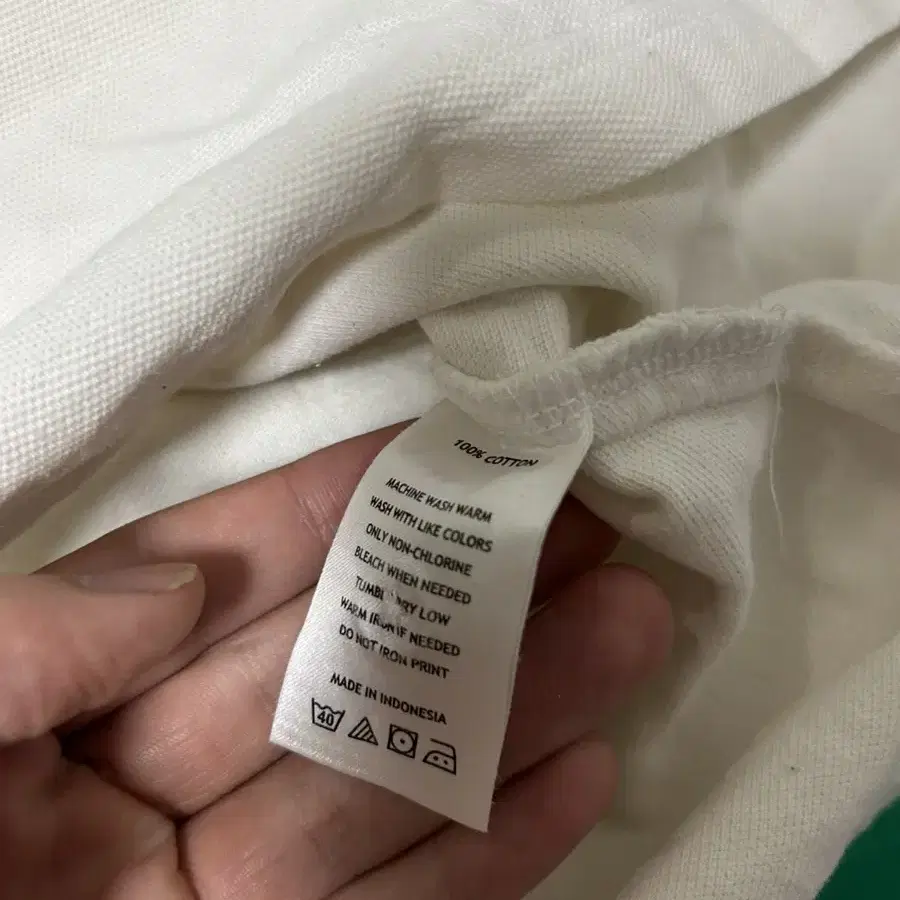 100% COTTON
MACHINE WASH WARM
WASH WITH LIKE COLORS
ONLY NON-CHLORINE
BLEACH WHEN NEEDED
DRY LOW
WARM IRON IF NEEDED
DO NOT IRON PRINT
MADE IN INDONESIA
40